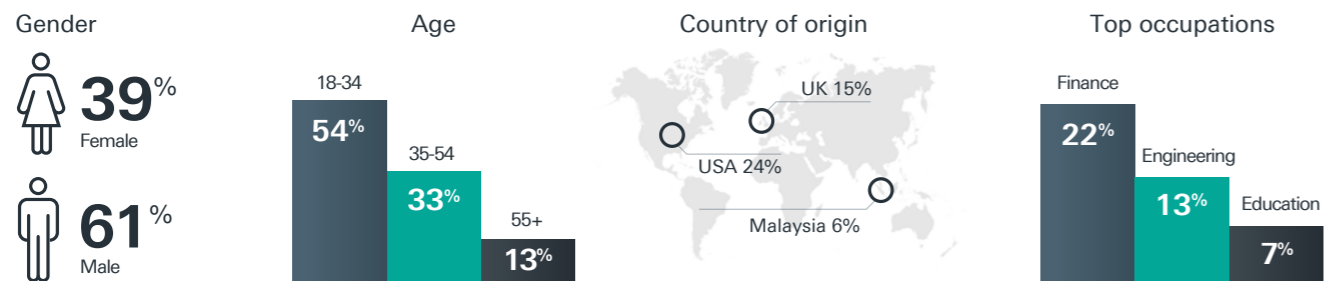 Gender
39%
Female
61%
Male
Age
18-34
54%
35-54
33%
55+
13%
Country of origin
UK 15%
USA 24%
Malaysia 6%
Top occupations
Finance
22%
Engineering
13%
Education
7%